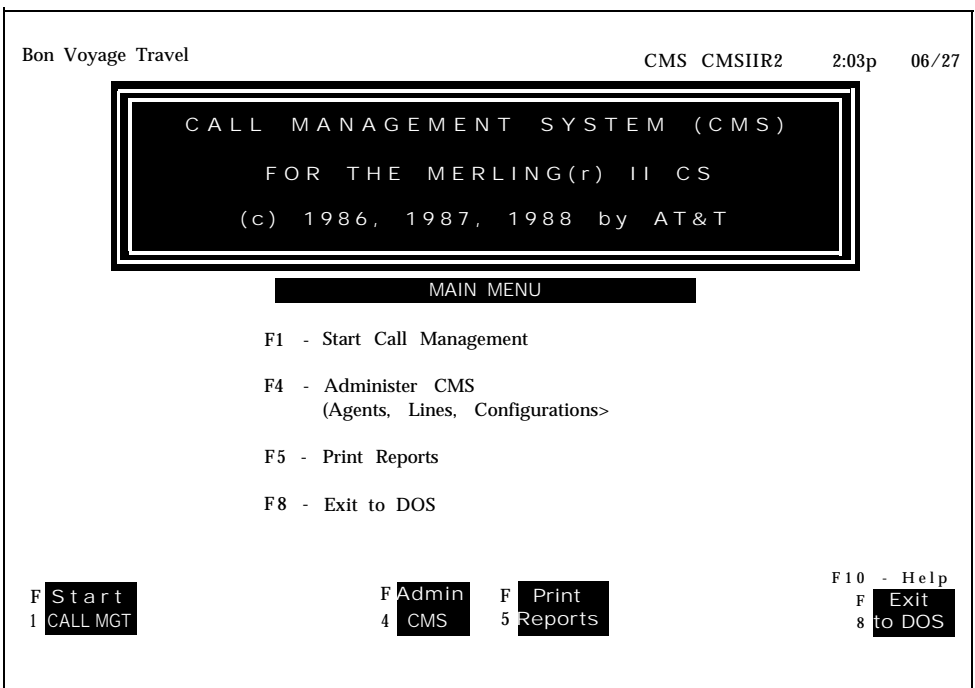 Bon Voyage Travel CMS CMSIIR2 2:03p 06/27
CALL MANAGEMENT SYSTEM (CMS)
FOR THE MERLING(r) II CS
(c) 1986, 1987, 1988 by AT&T
MAIN MENU
F1 - Start Call Management
F4 - Administer CMS
(Agents, Lines, Configurations>
F5 - Print Reports
F8 - Exit to DOS
F10 - Help
F Start F Admin F Print F Exit
1 CALL MGT 4 CMS 5 Reports 8 to DOS